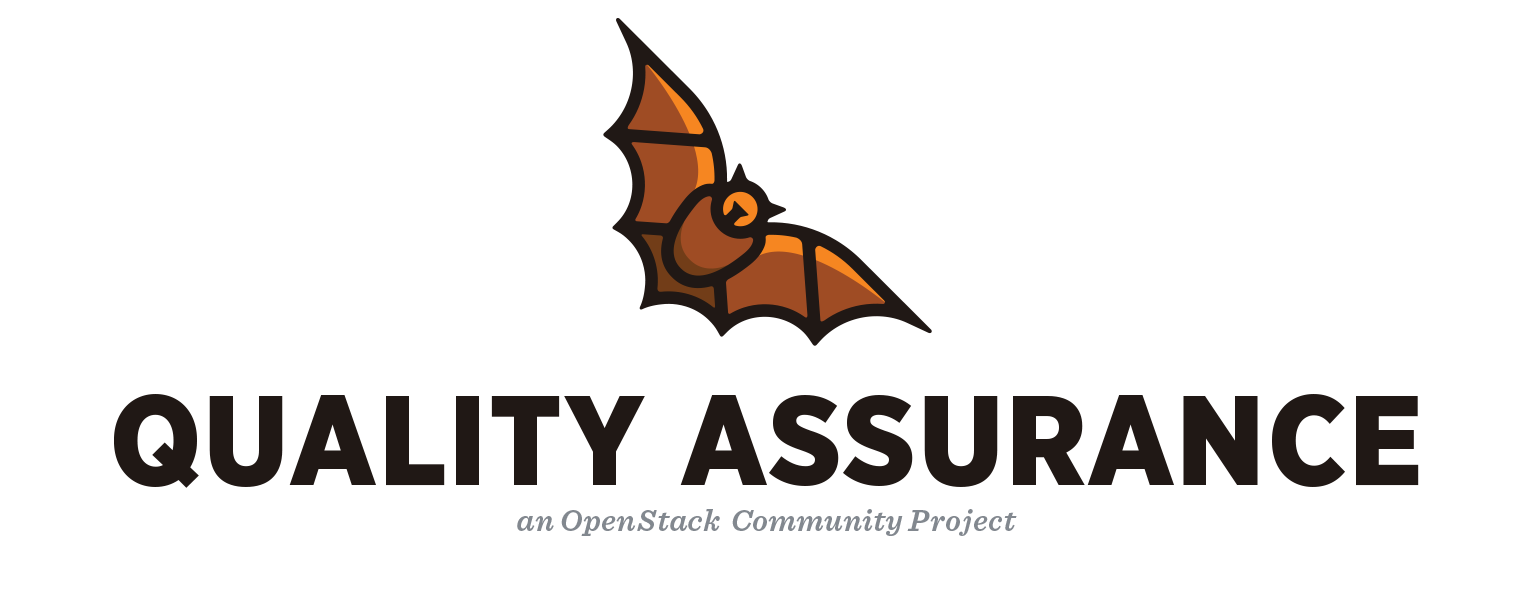 QUALITY ASSURANCE
an OpenStack Community Project